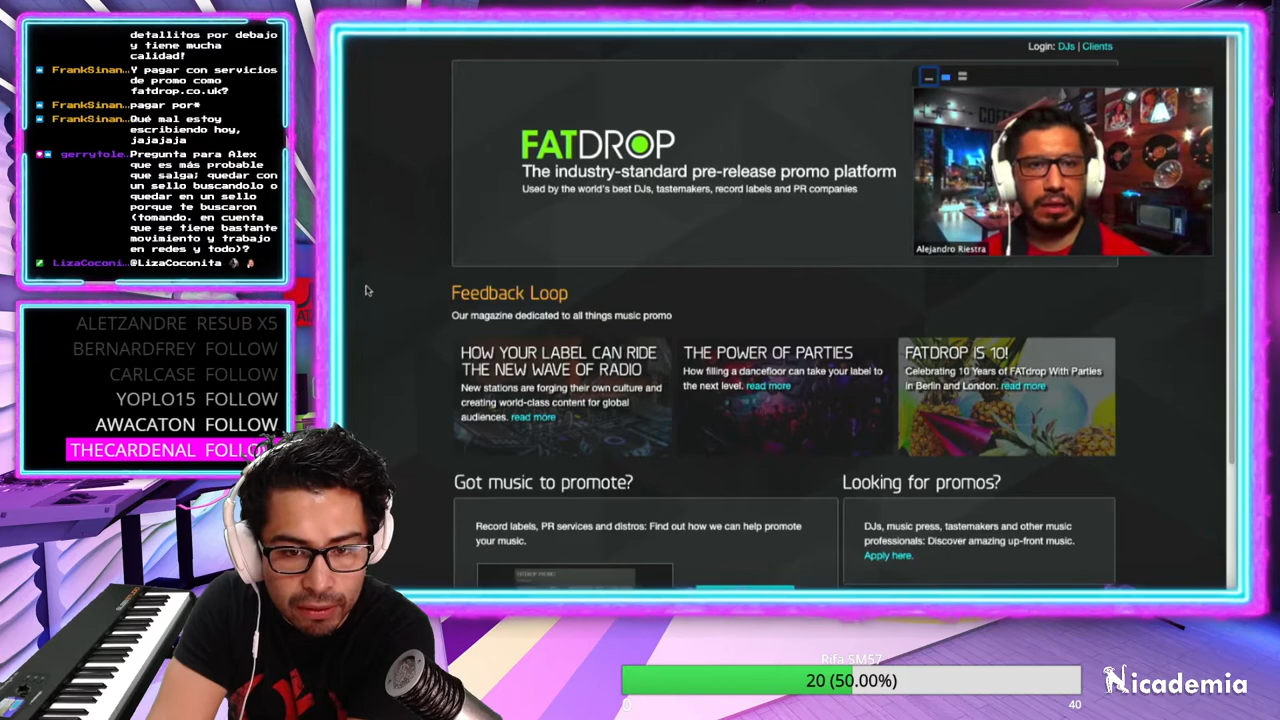 detallitos por debajo
y tiene mucha
calidad!
FrankSinan… Y pagar con servicios
de promo como
fatdrop.co.uk?
FrankSinan… pagar por*
FrankSinan… Qué mal estoy
escribiendo hoy,
jajajaja
gerrytole… Pregunta para Alex
que es más probable
que salga; quedar con
un sello buscandolo o
quedar en un sello
porque te buscaron
(tomando. en cuenta
que se tiene bastante
movimiento y trabajo
en redes y todo)?
LizaCoconi… @LizaCoconita
ALETZANDRE RESUB X5
BERNARDFREY FOLLOW
CARLCASE FOLLOW
YOPLO15 FOLLOW
AWACATON FOLLOW
THECARDENAL FOLLOW
Login: DJs | Clients
FATDROP
The industry-standard pre-release promo platform
Used by the world's best DJs, tastemakers, record labels and PR companies
Alejandro Riestra
Feedback Loop
Our magazine dedicated to all things music promo
HOW YOUR LABEL CAN RIDE
THE NEW WAVE OF RADIO
New stations are forging their own culture and
creating world-class content for global
audiences. read more
THE POWER OF PARTIES
How filling a dancefloor can take your label to
the next level. read more
FATDROP IS 10!
Celebrating 10 Years of FATdrop With Parties
in Berlin and London. read more
Got music to promote?
Record labels, PR services and distros: Find out how we can help promote
your music.
FATDROP PROMO
Looking for promos?
DJs, music press, tastemakers and other music
professionals: Discover amazing up-front music.
Apply here.
Rifa SM57
20 (50.00%)
0
40
Nicademia